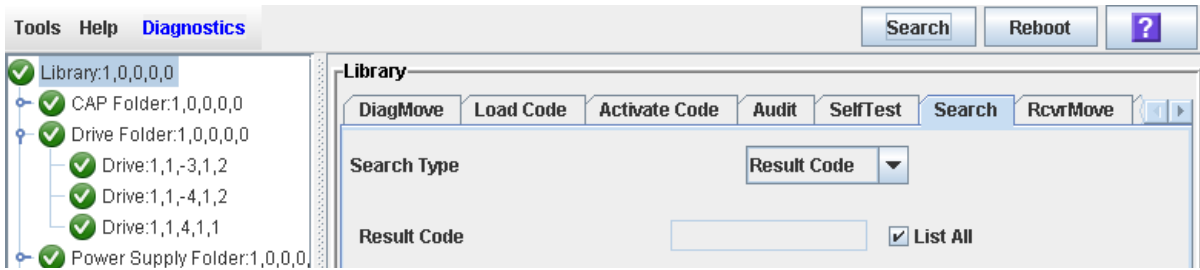 Tools Help Diagnostics Search Reboot ?
Library:1,0,0,0,0
CAP Folder:1,0,0,0,0
Drive Folder:1,0,0,0,0
Drive:1,1,-3,1,2
Drive:1,1,-4,1,2
Drive:1,1,4,1,1
Power Supply Folder:1,0,0,0,
Library
DiagMove Load Code Activate Code Audit SelfTest Search RcvrMove
Search Type Result Code
Result Code List All